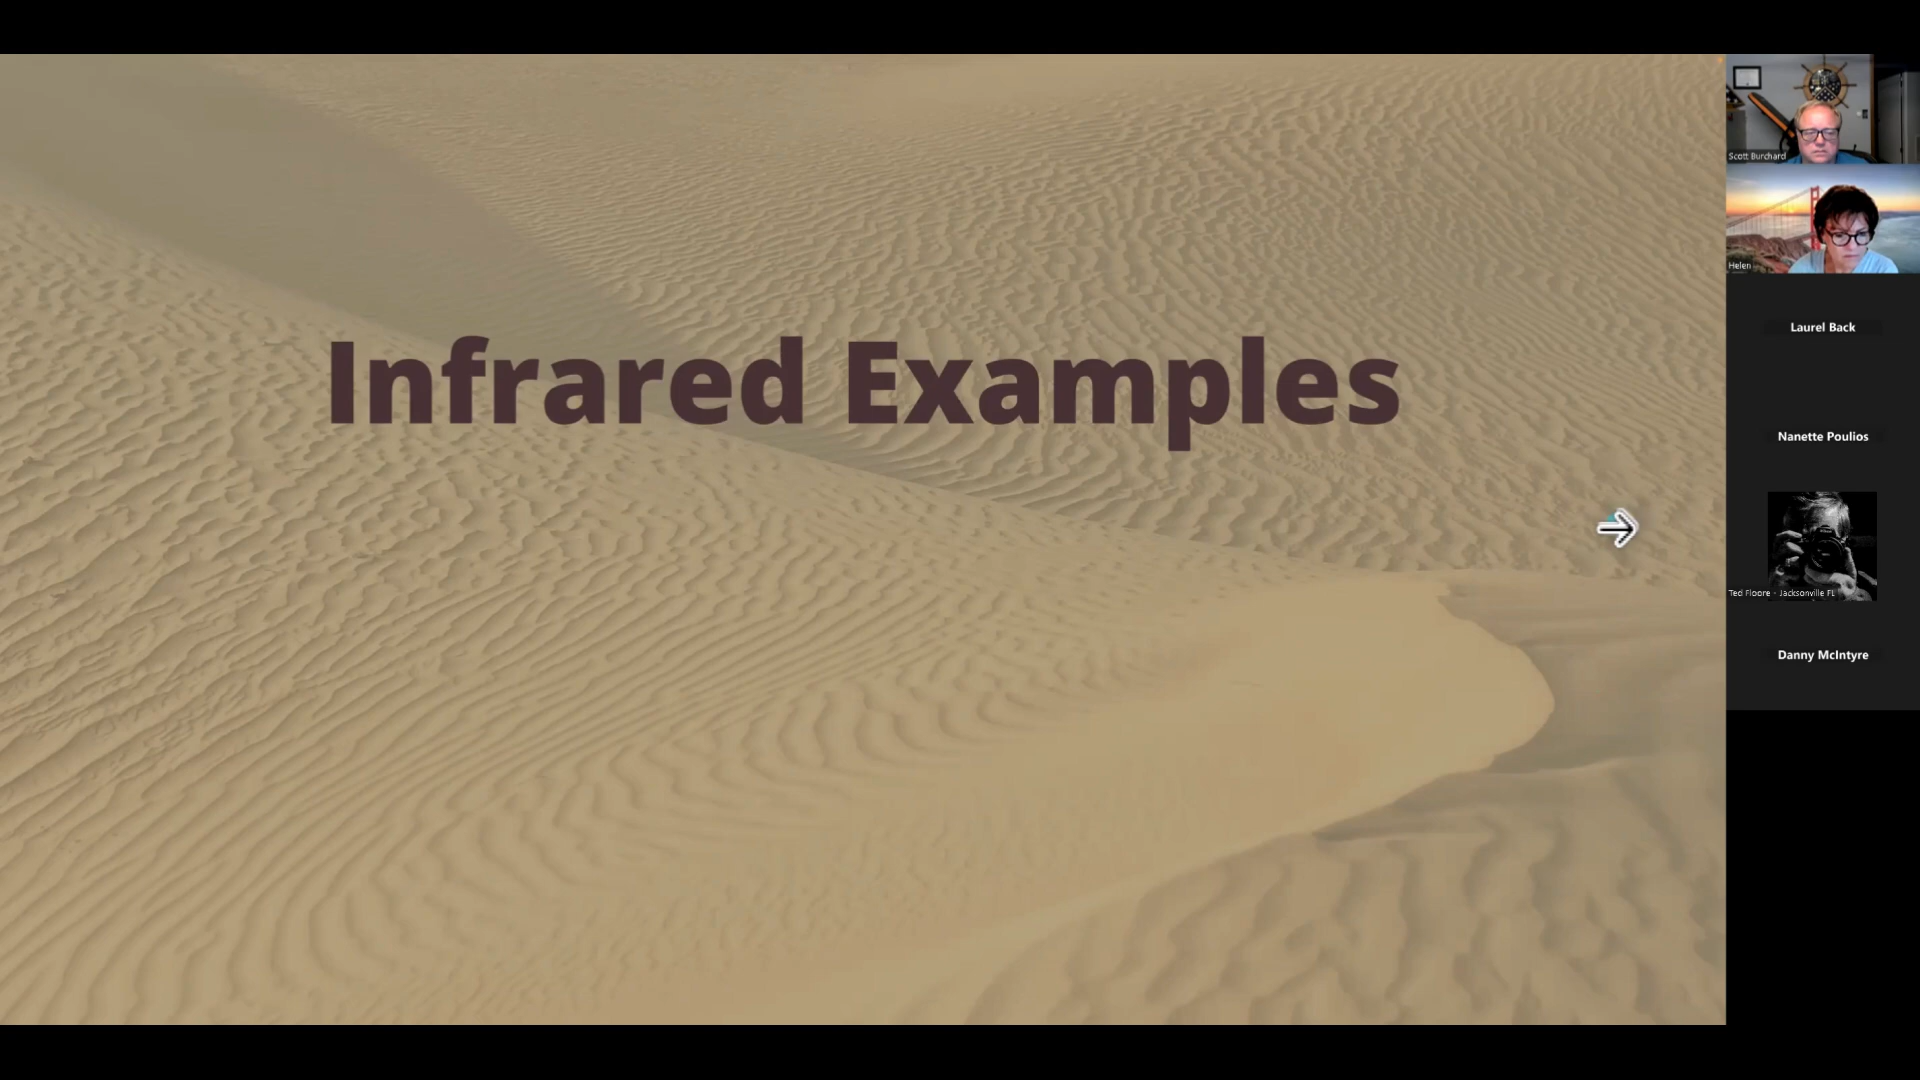 Infrared Examples
Scott Burchard
Helen
Laurel Back
Nanette Poulios
Ted Floore - Jacksonville FL
Danny McIntyre